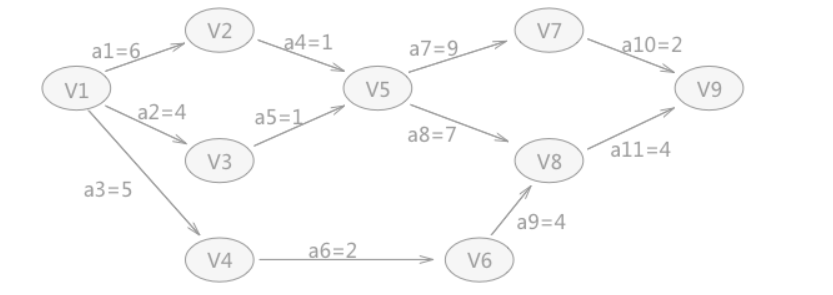 V2
V7
a1=6
a4=1
a7=9
a10=2
V1
V5
V9
a2=4
a5=1
a8=7
V3
V8
a11=4
a3=5
a9=4
V4
a6=2
V6